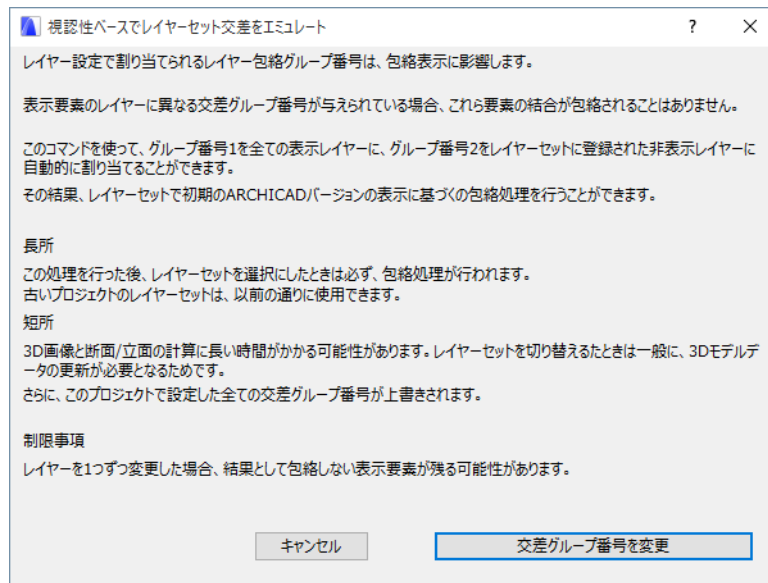 視認性ベースでレイヤーセット交差をエミュレート
?
×
レイヤー設定で割り当てられるレイヤー包絡グループ番号は、包絡表示に影響します。
表示要素のレイヤーに異なる交差グループ番号が与えられている場合、これら要素の結合が包絡されることはありません。
このコマンドを使って、グループ番号1を全ての表示レイヤーに、グループ番号2をレイヤーセットに登録された非表示レイヤーに
自動的に割り当てることができます。
その結果、レイヤーセットで初期のARCHICADバージョンの表示に基づくの包絡処理を行うことができます。
長所
この処理を行った後、レイヤーセットを選択にしたときは必ず、包絡処理が行われます。
古いプロジェクトのレイヤーセットは、以前の通りに使用できます。
短所
3D画像と断面/立面の計算に長い時間がかかる可能性があります。レイヤーセットを切り替えるたときは一般に、3Dモデルデ
ータの更新が必要となるためです。
さらに、このプロジェクトで設定した全ての交差グループ番号が上書きされます。
制限事項
レイヤーを1つずつ変更した場合、結果として包絡しない表示要素が残る可能性があります。
キャンセル
交差グループ番号を変更